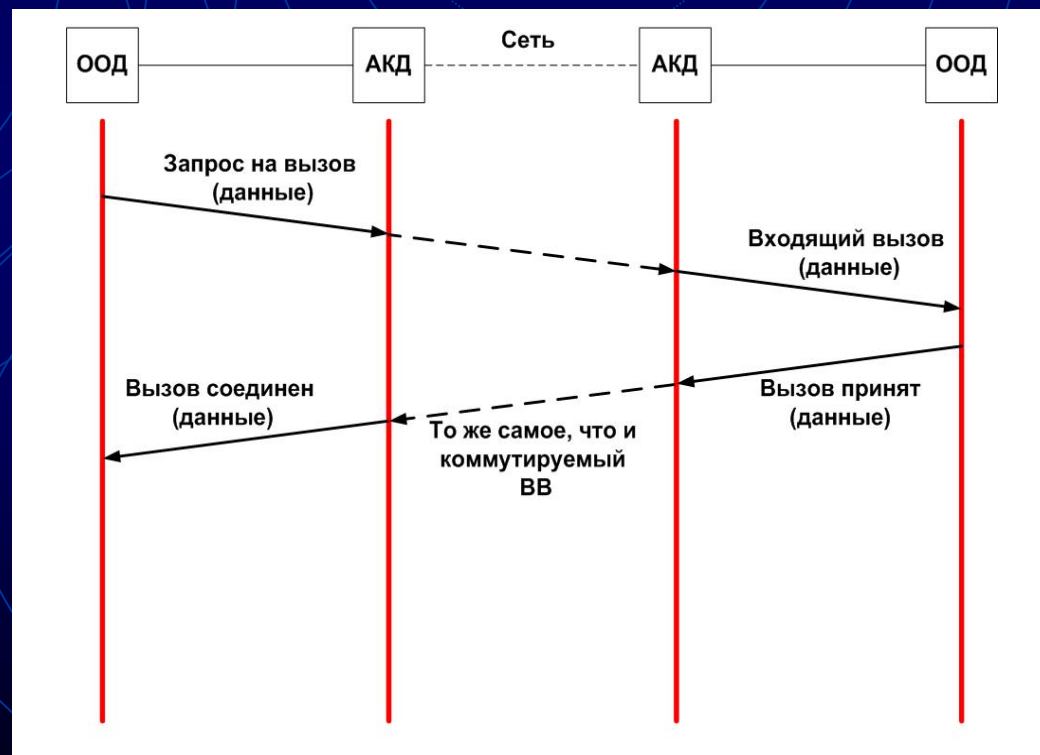 Сеть
ООД
АКД
АКД
ООД
Запрос на вызов
(данные)
Входящий вызов
(данные)
Вызов соединен
(данные)
Вызов принят
(данные)
То же самое, что и
коммутируемый
ВВ